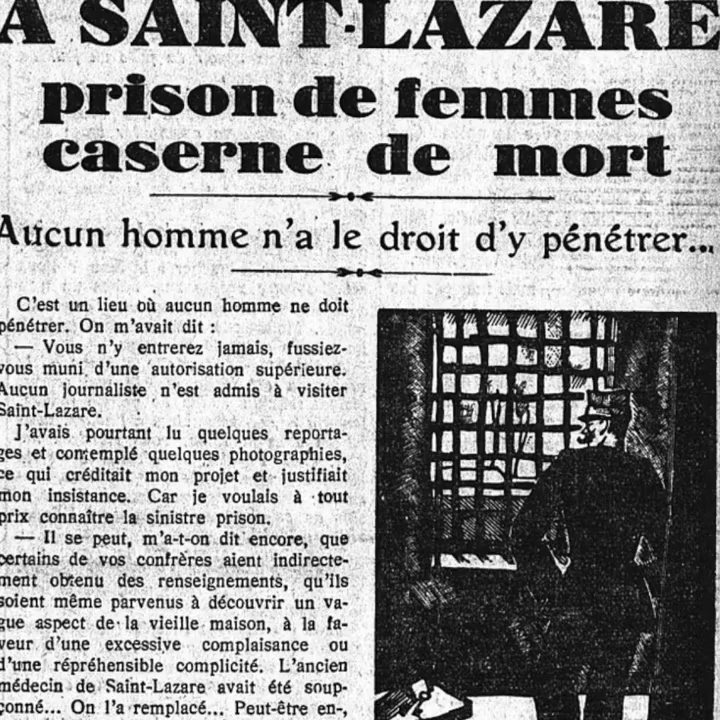 A SAINT-LAZARE
prison de femmes
caserne de mort
Aucun homme n'a le droit d'y pénétrer...
C'est un lieu où aucun homme ne doit
pénétrer. On m'avait dit :
— Vous n'y entrerez jamais, fussiez-
vous muni d'une autorisation supérieure.
Aucun journaliste n'est admis à visiter
Saint-Lazare.
J'avais pourtant lu quelques reporta-
ges et contemplé quelques photographies,
ce qui créditait mon projet et justifiait
mon insistance. Car je voulais à tout
prix connaître la sinistre prison.
— Il se peut, m'a-t-on dit encore, que
certains de vos confrères aient indirecte-
ment obtenu des renseignements, qu'ils
soient même parvenus à découvrir un va-
gue aspect de la vieille maison, à la fa-
veur d'une excessive complaisance ou
d'une répréhensible complicité. L'ancien
médecin de Saint-Lazare avait été soup-
çonné... On l'a remplacé... Peut-être en-,